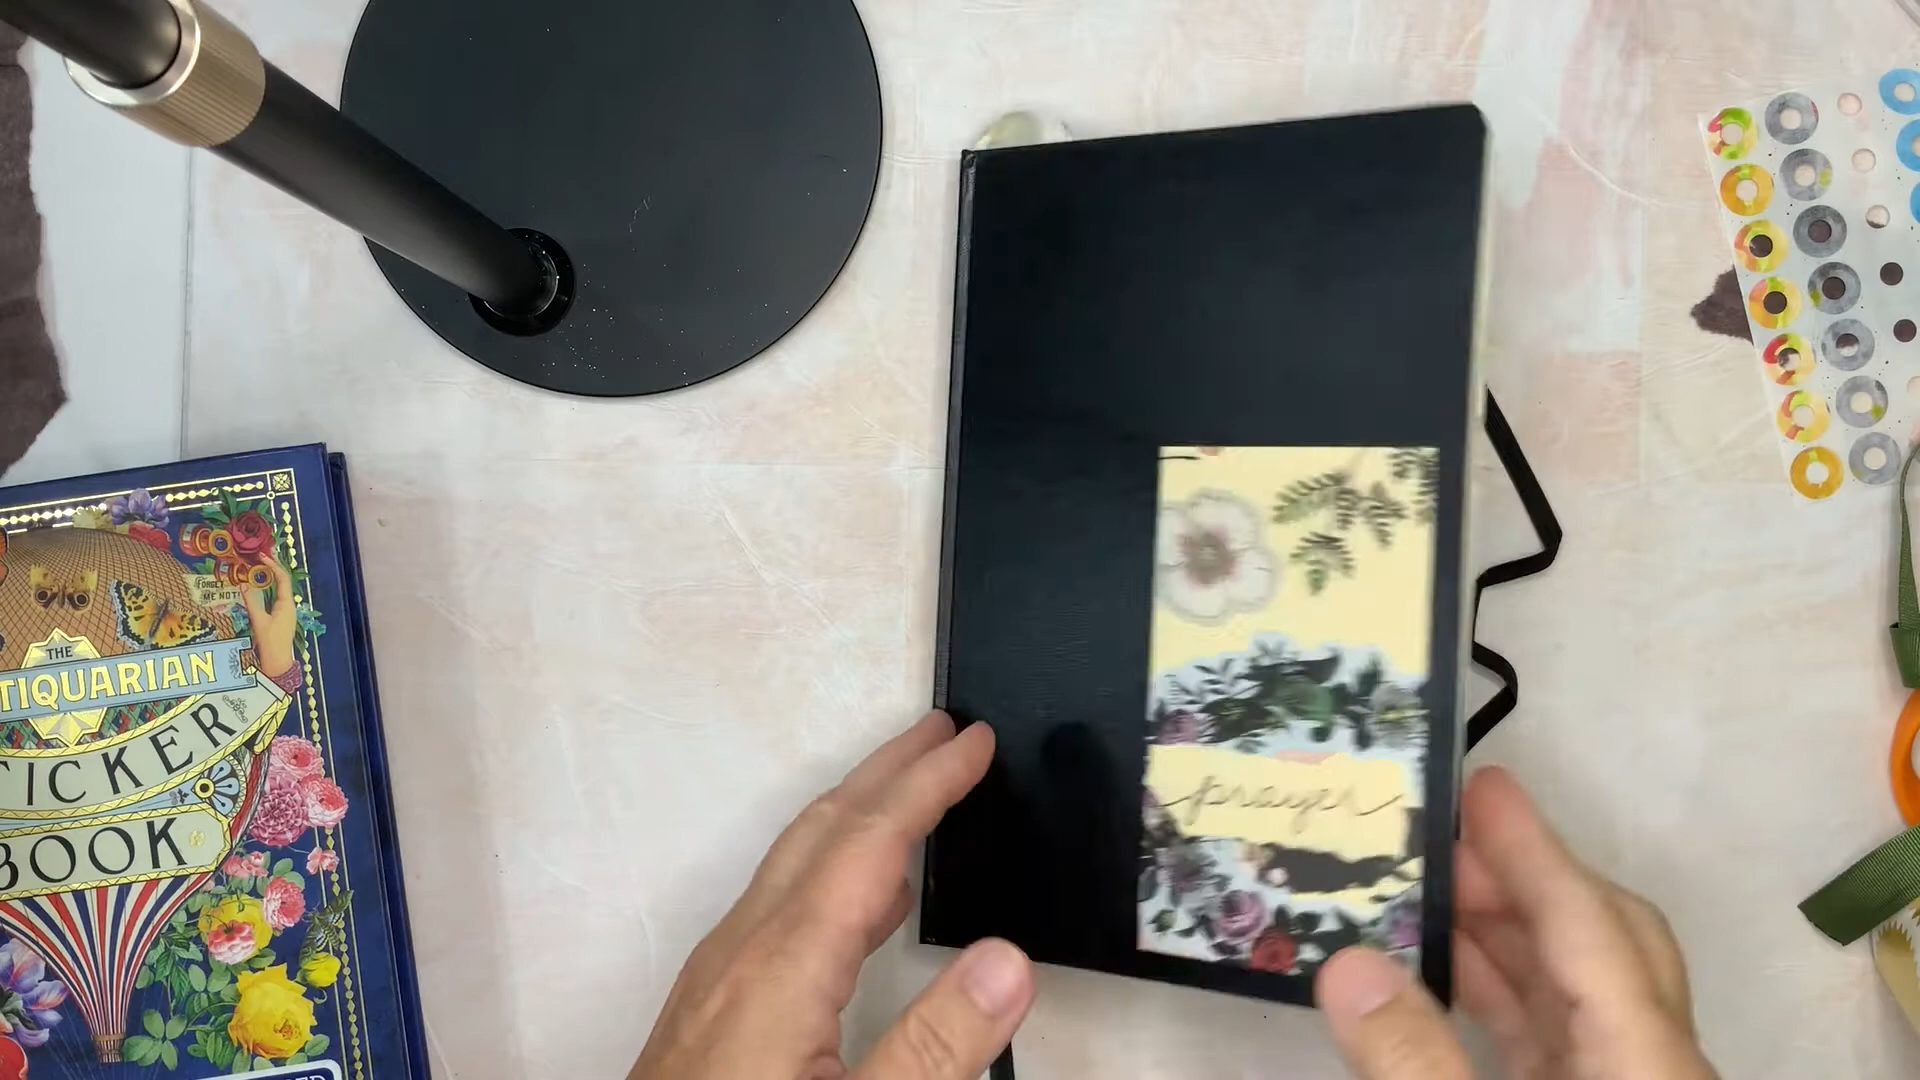 FORGET
ME NOT!
THE
TIQUARIAN
TICKER
BOOK
prayer